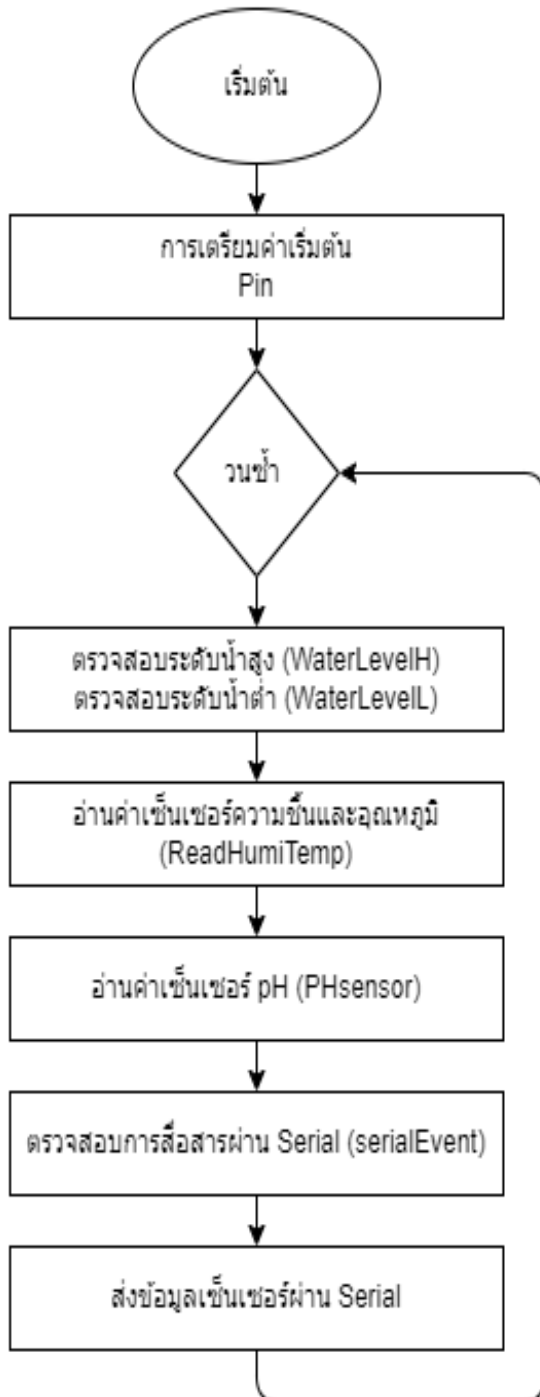 เริ่มต้น
การเตรียมค่าเริ่มต้น
Pin
วนซ้ำ
ตรวจสอบระดับน้ำสูง (WaterLevelH)
ตรวจสอบระดับน้ำต่ำ (WaterLevelL)
อ่านค่าเซ็นเซอร์ความชื้นและอุณหภูมิ
(ReadHumiTemp)
อ่านค่าเซ็นเซอร์ pH (PHsensor)
ตรวจสอบการสื่อสารผ่าน Serial (serialEvent)
ส่งข้อมูลเซ็นเซอร์ผ่าน Serial